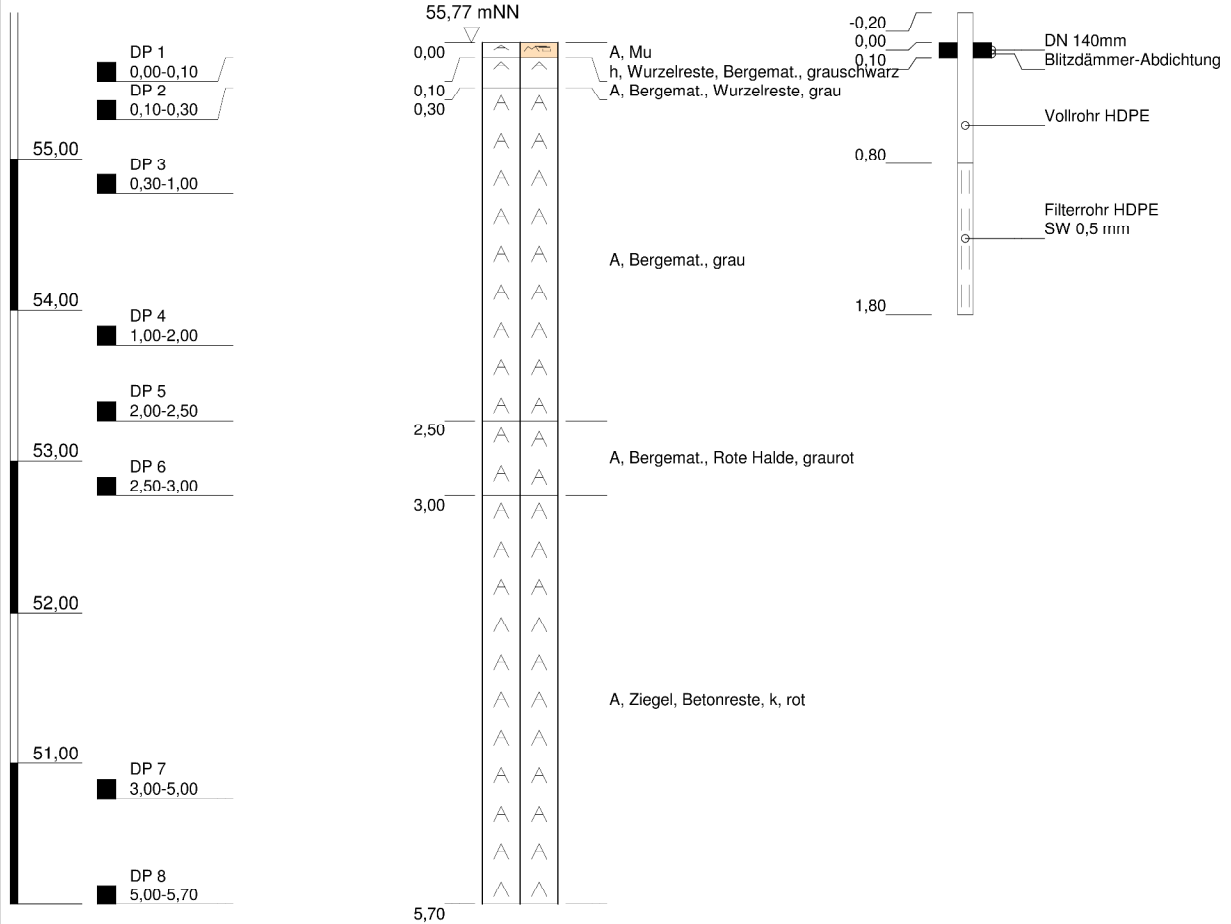 55,77 mNN
DP 1
0,00-0,10
DP 2
0,10-0,30
55,00
DP 3
0,30-1,00
54,00
DP 4
1,00-2,00
DP 5
2,00-2,50
53,00
DP 6
2,50-3,00
52,00
51,00
DP 7
3,00-5,00
DP 8
5,00-5,70
0,00
0,10
0,30
2,50
3,00
5,70
A, Mu
h, Wurzelreste, Bergemat., grauschwarz
A, Bergemat., Wurzelreste, grau
A, Bergemat., grau
A, Bergemat., Rote Halde, graurot
A, Ziegel, Betonreste, k, rot
-0,20
0,00
0,10
0,80
1,80
DN 140mm
Blitzdämmer-Abdichtung
Vollrohr HDPE
Filterrohr HDPE
SW 0,5 mm